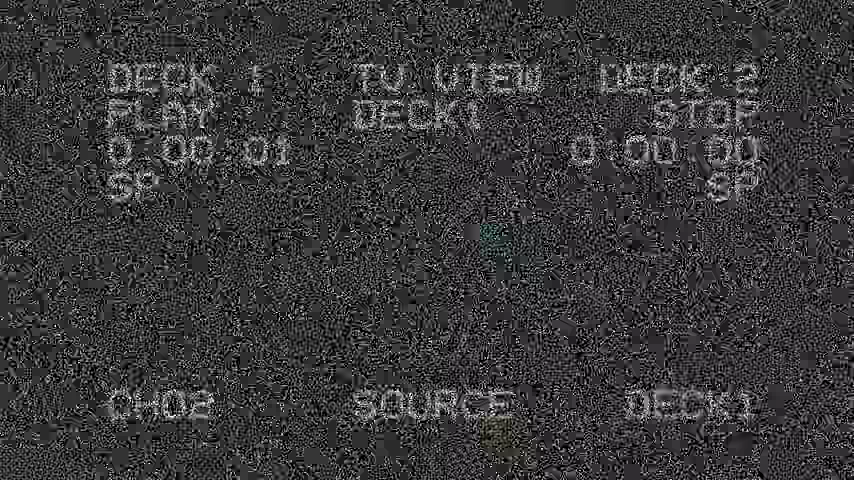 DECK 1 TV VIEW DECK 2
PLAY DECK1 STOP
0:00:01 0:00:00
SP SP
CH02 SOURCE DECK1